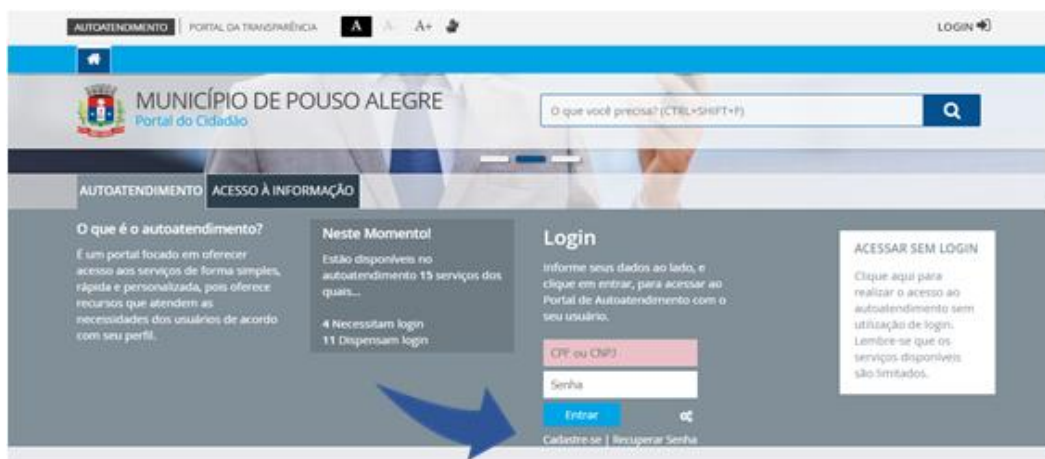 AUTOATENDIMENTO | PORTAL DA TRANSPARÊNCIA A A- A+
LOGIN
MUNICÍPIO DE POUSO ALEGRE
Portal do Cidadão
O que você precisa? (CTRL+SHIFT+F)
AUTOATENDIMENTO ACESSO À INFORMAÇÃO
O que é o autoatendimento?
É um portal focado em oferecer
acesso aos serviços de forma simples,
rápida e personalizada, pois oferece
recursos que atendem as
necessidades dos usuários de acordo
com seu perfil.
Neste Momento!
Estão disponíveis no
autoatendimento 15 serviços dos
quais...
4 Necessitam login
11 Dispensam login
Login
Informe seus dados ao lado, e
clique em entrar, para acessar ao
Portal de Autoatendimento com o
seu usuário.
CPF ou CNPJ
Senha
Entrar
Cadastre-se | Recuperar Senha
ACESSAR SEM LOGIN
Clique aqui para
realizar o acesso ao
autoatendimento sem
utilização de login.
Lembre-se que os
serviços disponíveis
são limitados.